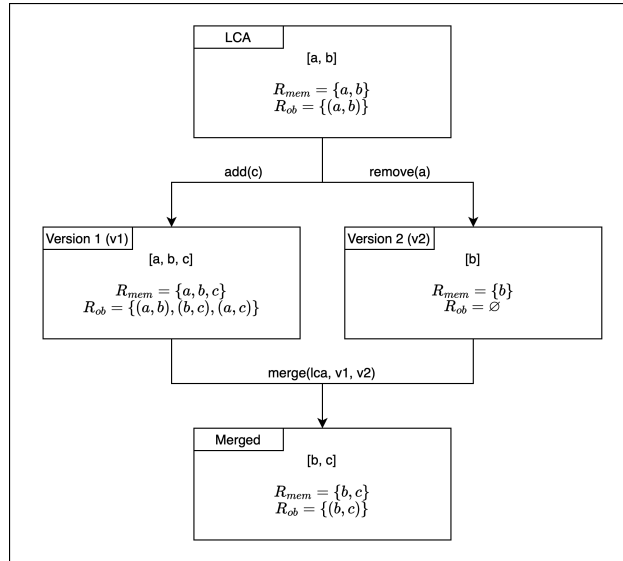 LCA
[a, b]
R_mem = {a, b}
R_ob = {(a, b)}
add(c)
remove(a)
Version 1 (v1)
[a, b, c]
R_mem = {a, b, c}
R_ob = {(a, b), (b, c), (a, c)}
Version 2 (v2)
[b]
R_mem = {b}
R_ob = ∅
merge(lca, v1, v2)
Merged
[b, c]
R_mem = {b, c}
R_ob = {(b, c)}